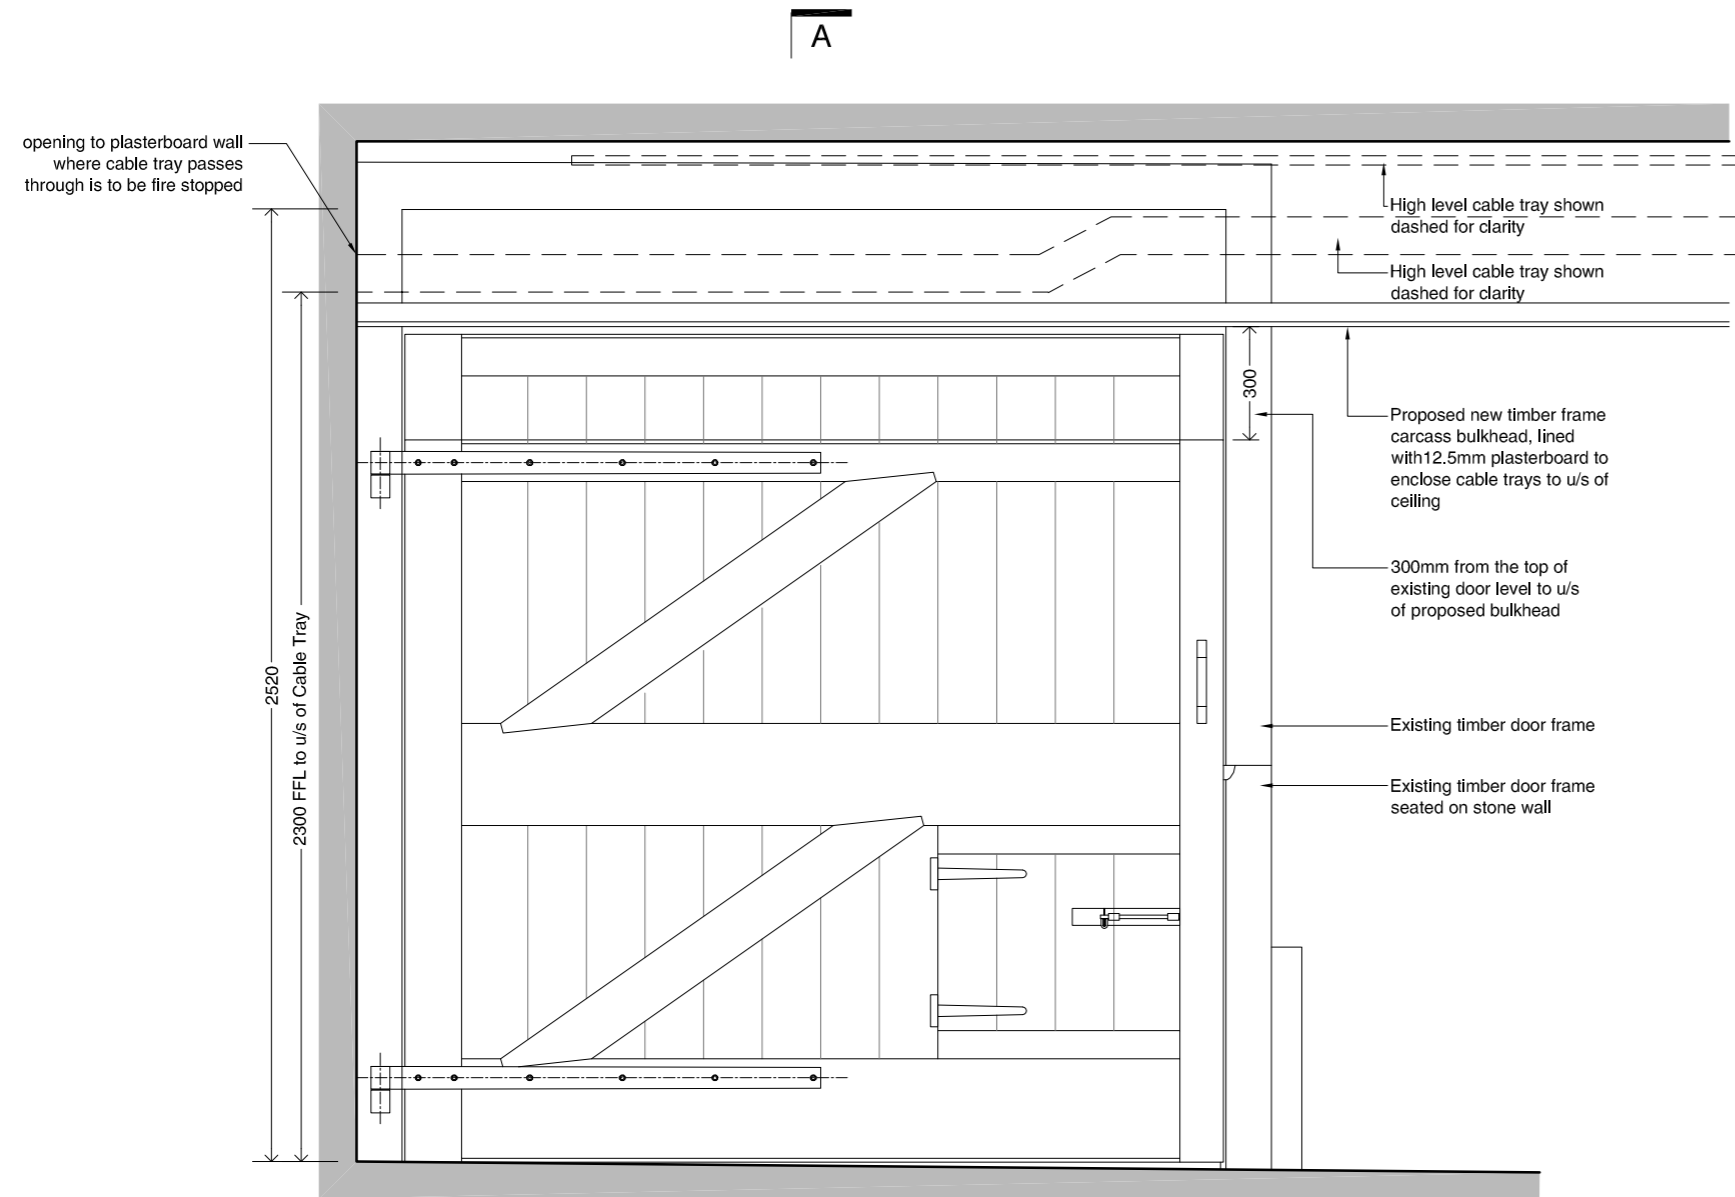 A
opening to plasterboard wall
where cable tray passes
through is to be fire stopped
High level cable tray shown
dashed for clarity
High level cable tray shown
dashed for clarity
300
Proposed new timber frame
carcass bulkhead, lined
with12.5mm plasterboard to
enclose cable trays to u/s of
ceiling
300mm from the top of
existing door level to u/s
of proposed bulkhead
2520
2300 FFL to u/s of Cable Tray
Existing timber door frame
Existing timber door frame
seated on stone wall